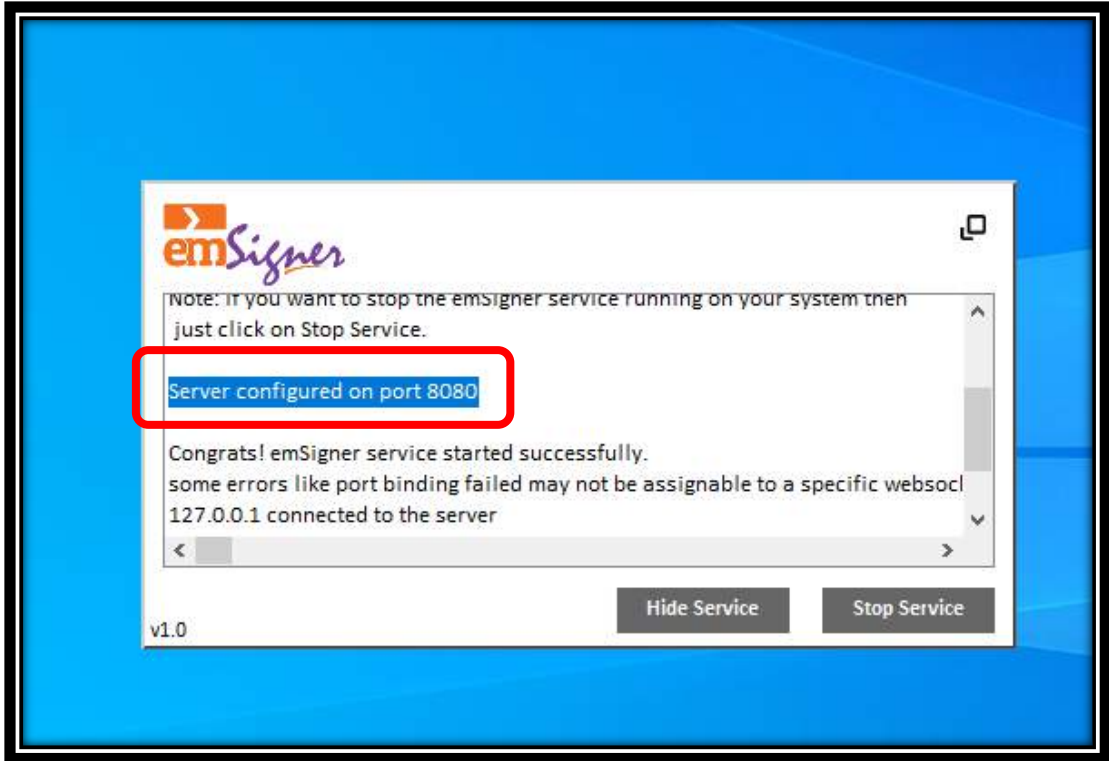 emSigner
Note: If you want to stop the emSigner service running on your system then
just click on Stop Service.
Server configured on port 8080
Congrats! emSigner service started successfully.
some errors like port binding failed may not be assignable to a specific
127.0.0.1 connected to the server
Hide Service
Stop Service
v1.0